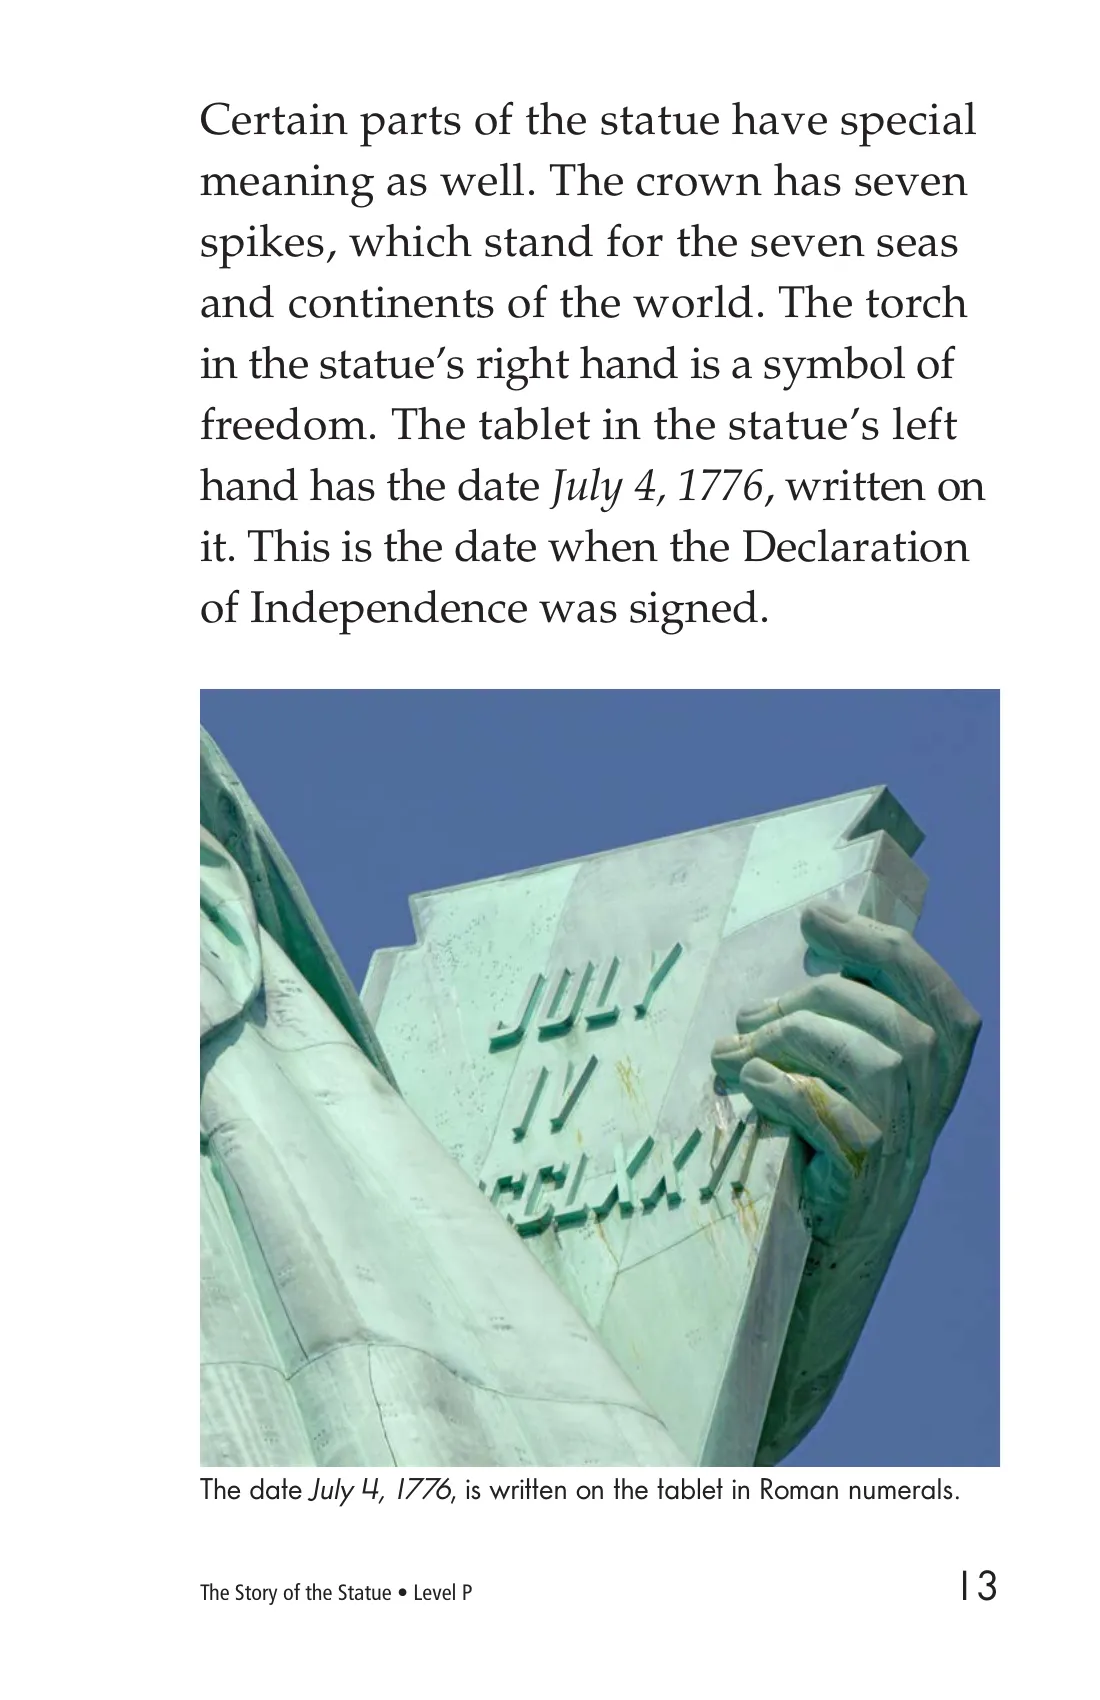 Certain parts of the statue have special
meaning as well. The crown has seven
spikes, which stand for the seven seas
and continents of the world. The torch
in the statue’s right hand is a symbol of
freedom. The tablet in the statue’s left
hand has the date July 4, 1776, written on
it. This is the date when the Declaration
of Independence was signed.
JULY
IV
CCLXXVI
The date July 4, 1776, is written on the tablet in Roman numerals.
The Story of the Statue • Level P
13